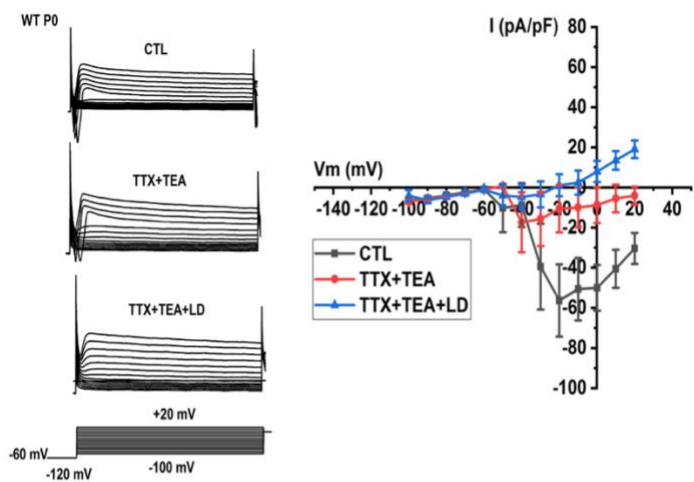 WT P0
CTL
TTX+TEA
TTX+TEA+LD
+20 mV
-60 mV
-120 mV
-100 mV
I (pA/pF)
80
60
40
20
0
-20
-40
-60
-80
-100
Vm (mV)
-140 -120 -100 -80 -60 -40 -20 0 20 40
CTL
TTX+TEA
TTX+TEA+LD